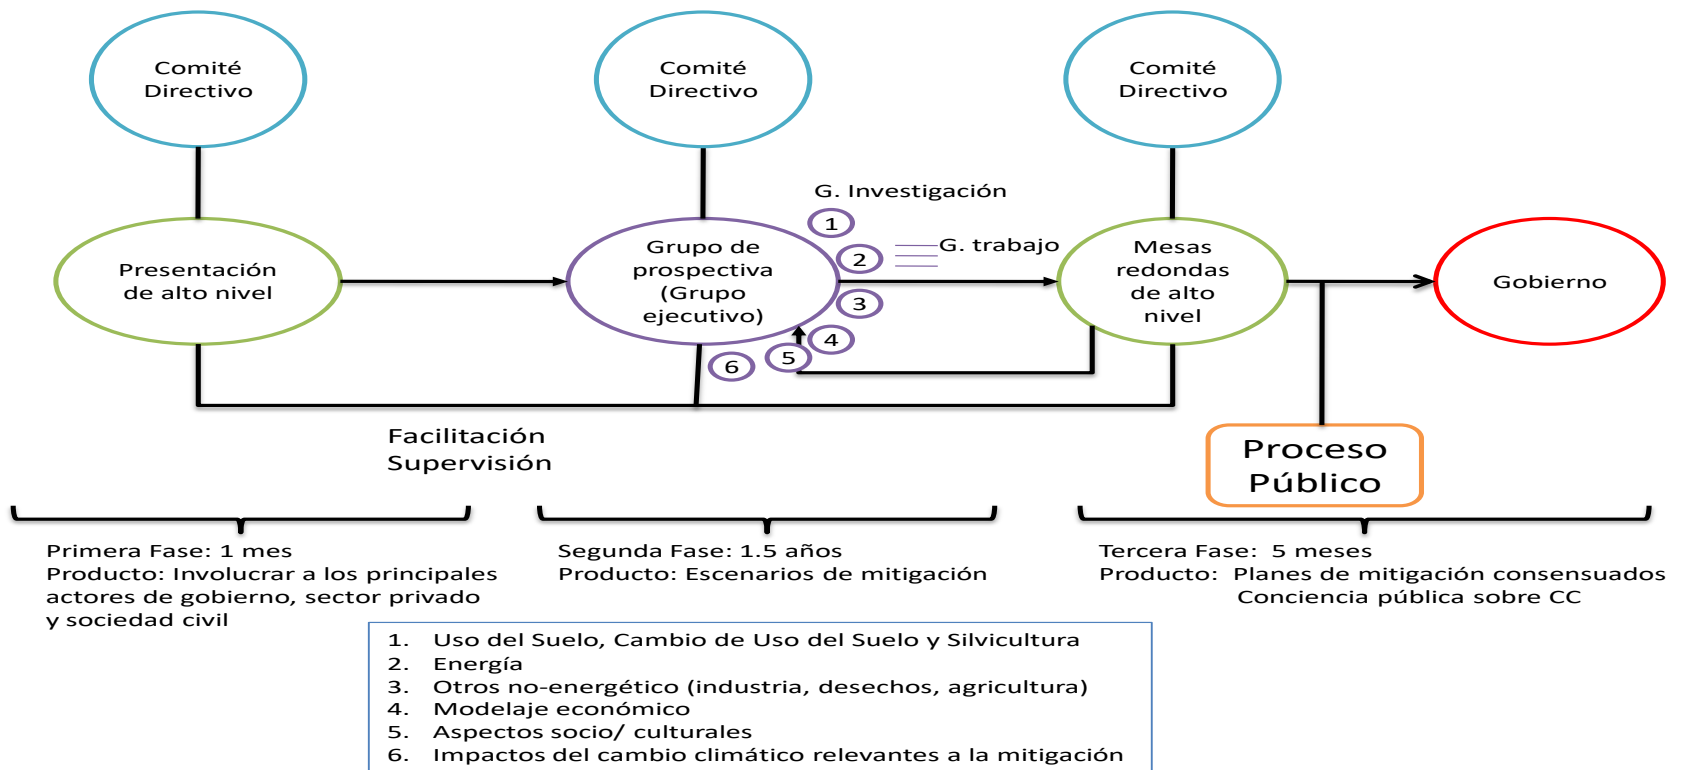 Comité
Directivo
Comité
Directivo
Comité
Directivo
G. Investigación
1
Presentación
de alto nivel
Grupo de
prospectiva
(Grupo
ejecutivo)
2
G. trabajo
3
4
5
6
Mesas
redondas
de alto
nivel
Gobierno
Facilitación
Supervisión
Proceso
Público
Primera Fase: 1 mes
Producto: Involucrar a los principales
actores de gobierno, sector privado
y sociedad civil
Segunda Fase: 1.5 años
Producto: Escenarios de mitigación
Tercera Fase: 5 meses
Producto: Planes de mitigación consensuados
Conciencia pública sobre CC
1. Uso del Suelo, Cambio de Uso del Suelo y Silvicultura
2. Energía
3. Otros no-energético (industria, desechos, agricultura)
4. Modelaje económico
5. Aspectos socio/ culturales
6. Impactos del cambio climático relevantes a la mitigación